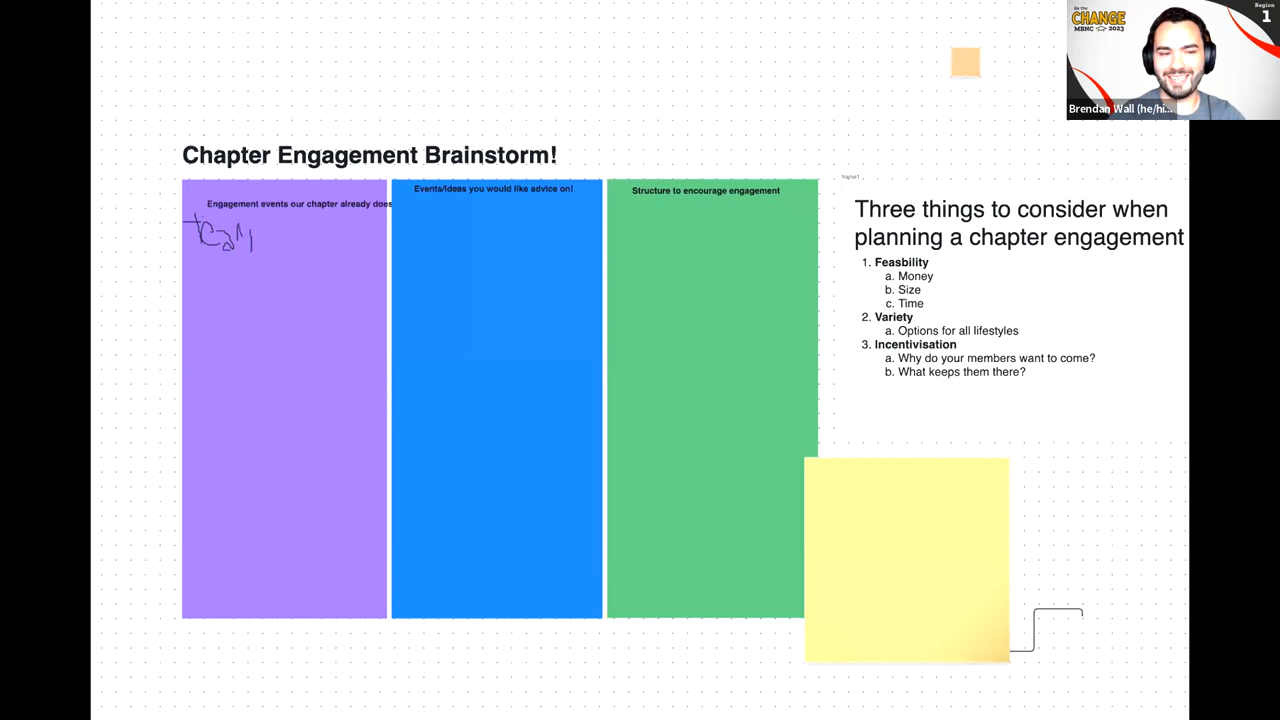 Be the
CHANGE
MBNC 2023
Region
1
Brendan Wall (he/hi...
Chapter Engagement Brainstorm!
Engagement events our chapter already does
Events/Ideas you would like advice on!
Structure to encourage engagement
Three things to consider when
planning a chapter engagement
1. Feasbility
a. Money
b. Size
c. Time
2. Variety
a. Options for all lifestyles
3. Incentivisation
a. Why do your members want to come?
b. What keeps them there?